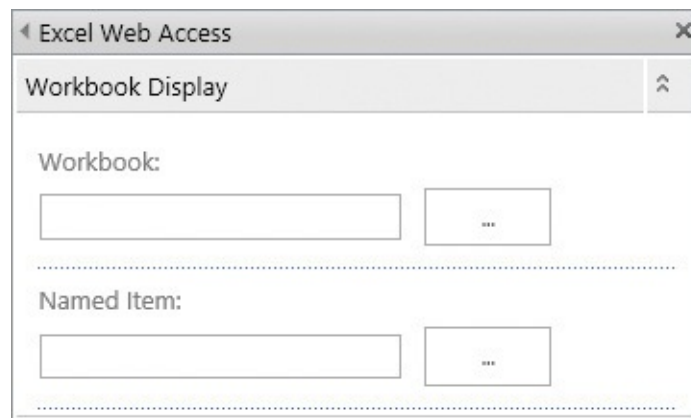 Excel Web Access
Workbook Display
Workbook:
...
Named Item:
...